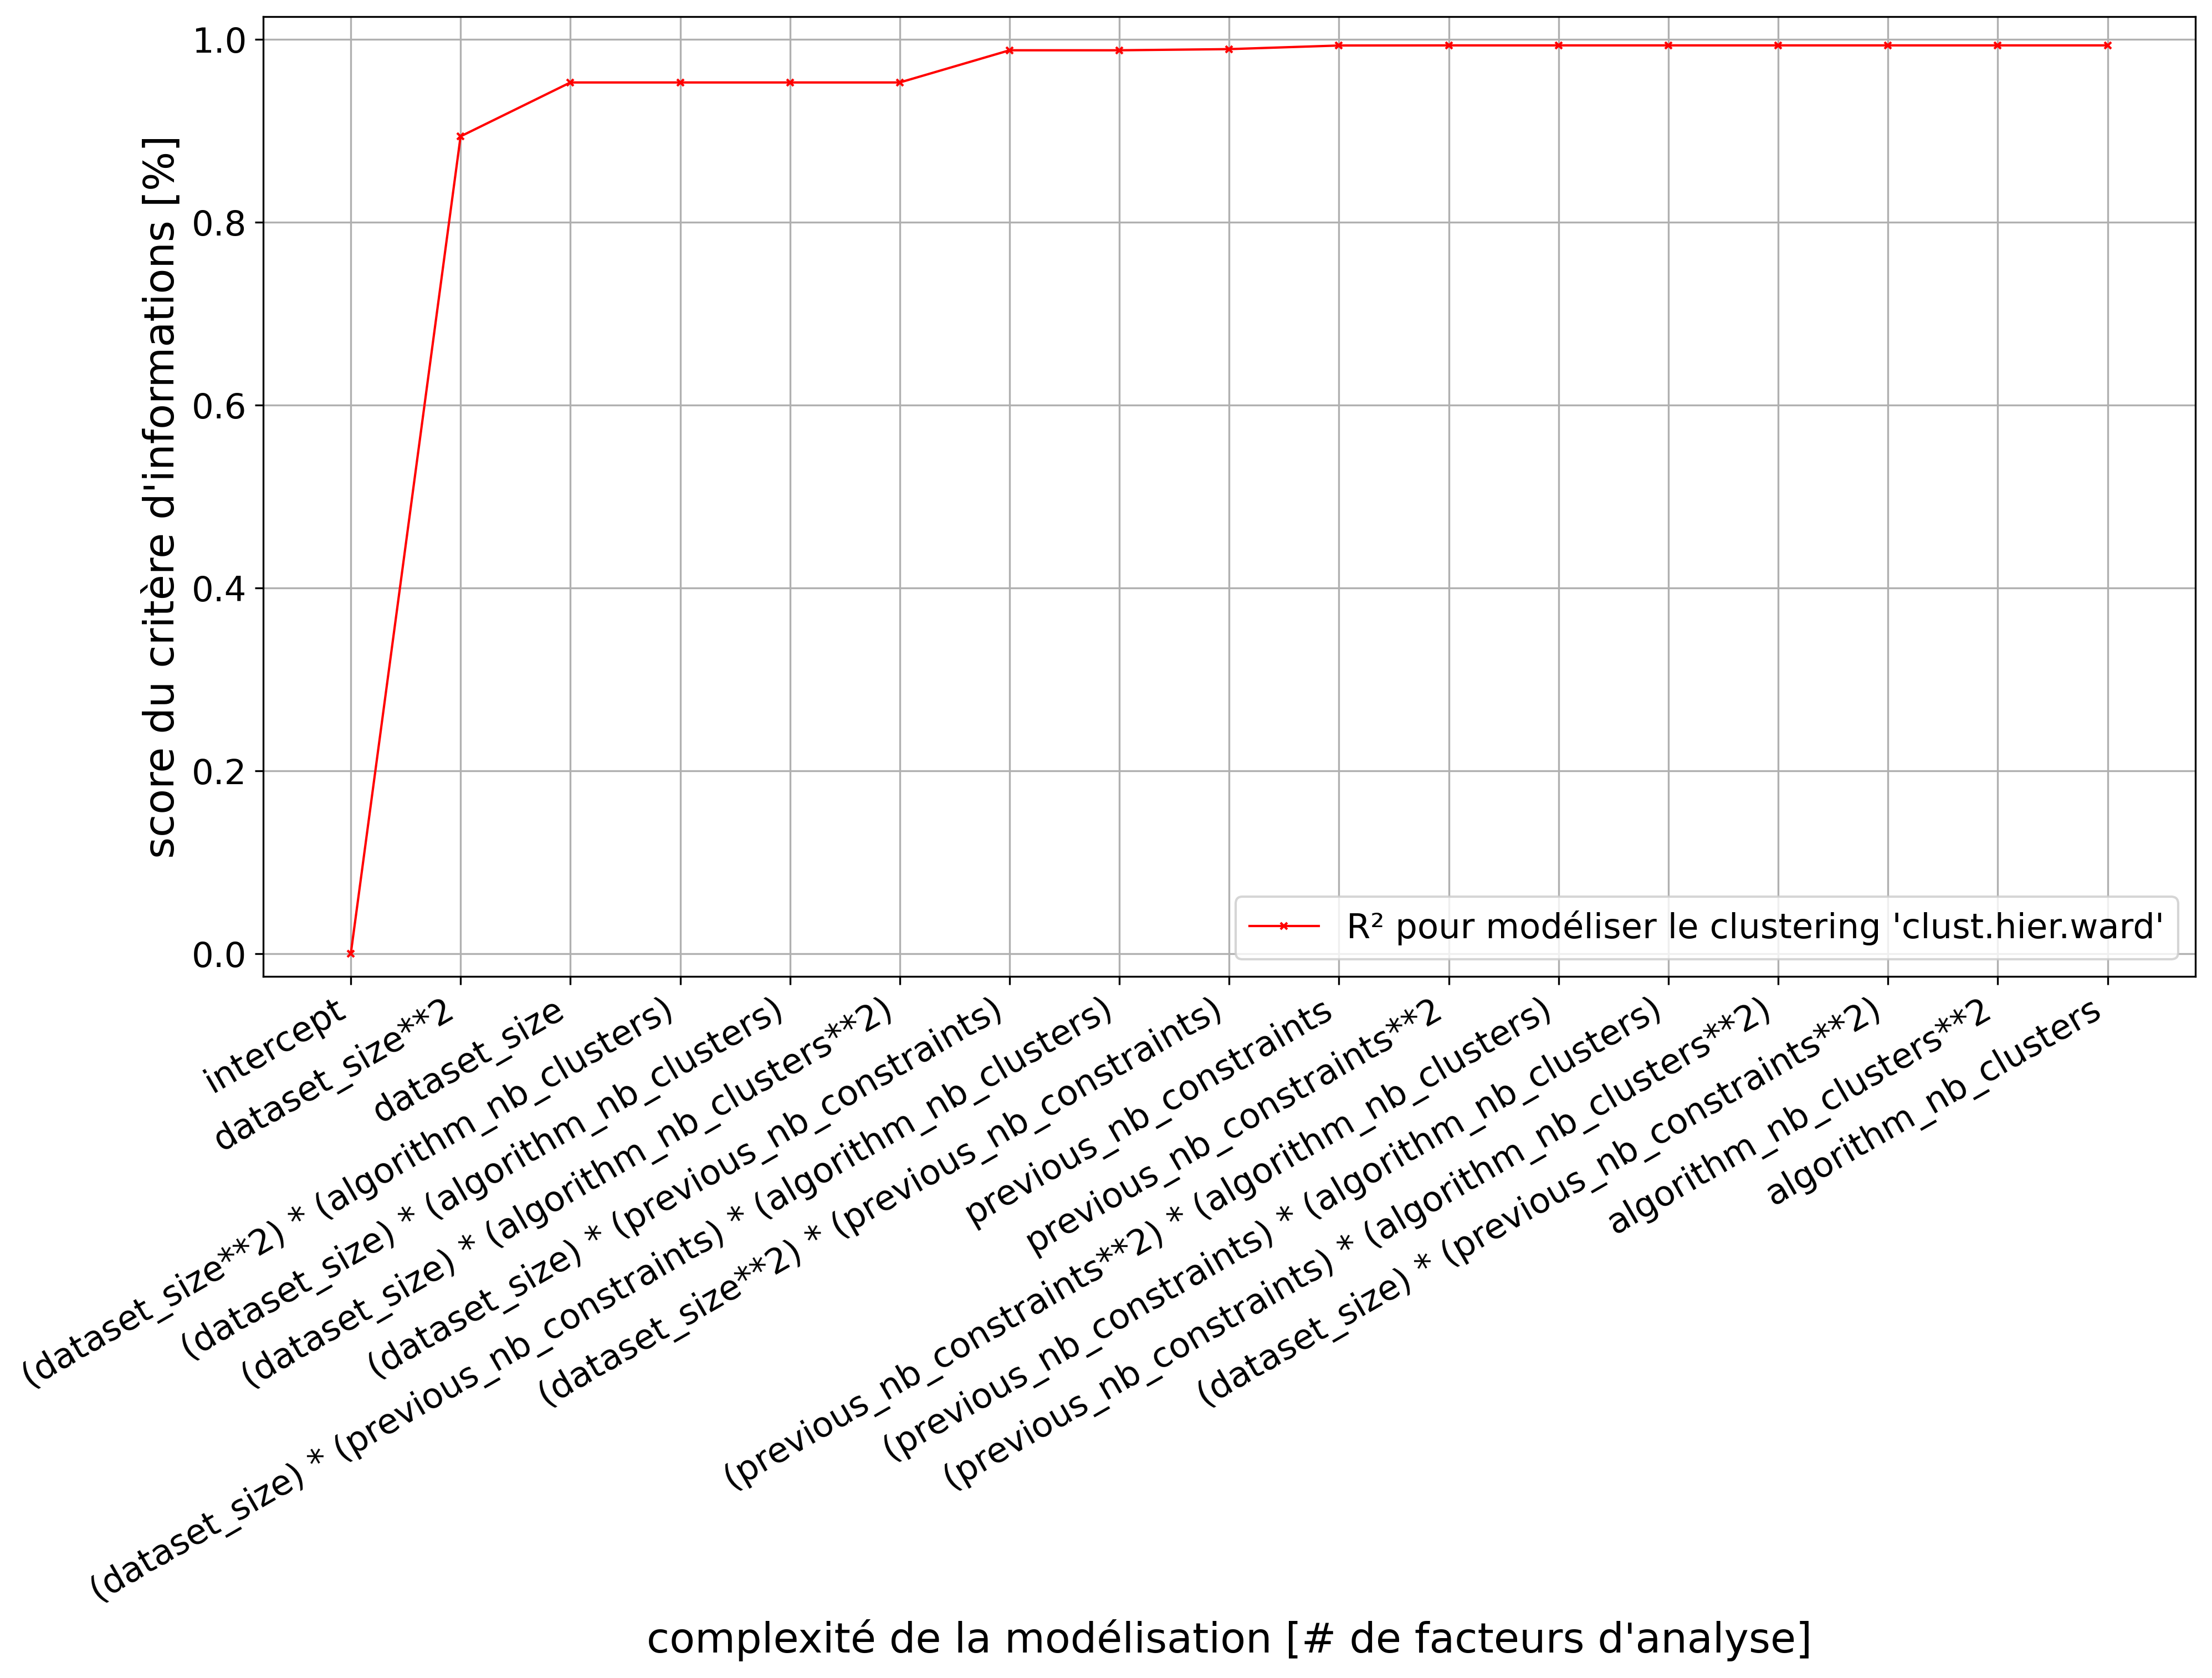 score du critère d'informations [%]
1.0
0.8
0.6
0.4
0.2
0.0
R² pour modéliser le clustering 'clust.hier.ward'
intercept
dataset_size**2
dataset_size
(dataset_size**2) * (algorithm_nb_clusters)
(dataset_size) * (algorithm_nb_clusters)
(dataset_size) * (algorithm_nb_clusters**2)
(dataset_size) * (previous_nb_constraints)
(dataset_size) * (previous_nb_constraints) * (algorithm_nb_clusters)
(dataset_size**2) * (previous_nb_constraints)
previous_nb_constraints
previous_nb_constraints**2
(previous_nb_constraints**2) * (algorithm_nb_clusters)
(previous_nb_constraints) * (algorithm_nb_clusters)
(previous_nb_constraints) * (algorithm_nb_clusters**2)
(dataset_size) * (previous_nb_constraints**2)
algorithm_nb_clusters**2
algorithm_nb_clusters
complexité de la modélisation [# de facteurs d'analyse]